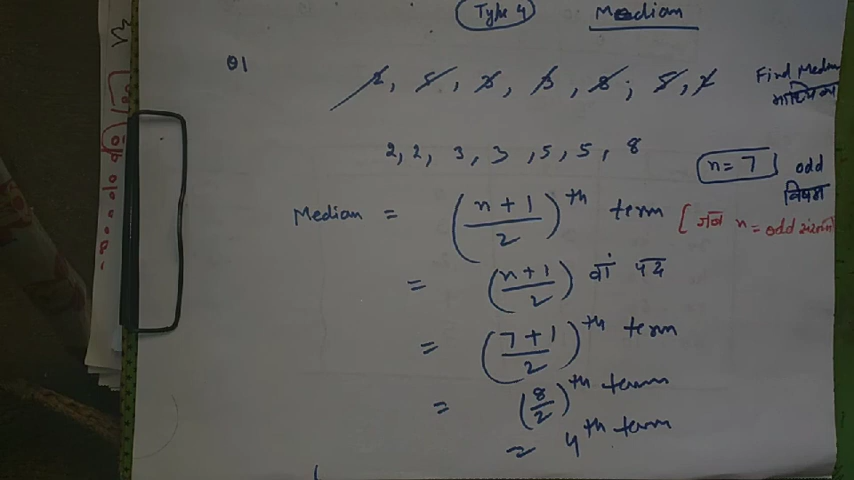 Type 4 Median
Q1 2, 5, 3, 3, 8, 5, 2 Find Median
माध्यिका
2, 2, 3, 3, 5, 5, 8
n = 7 odd
विषम
Median = (n + 1 / 2)th term [जब n = odd
= (n+1 / 2) वां पद
= (7+1 / 2)th term
= (8 / 2)th term
= 4th term